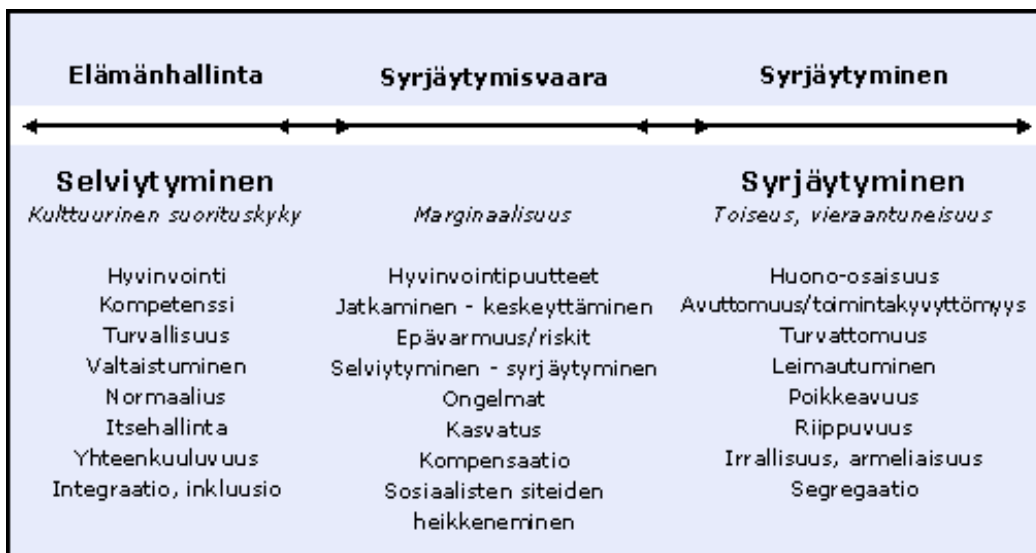 Elämänhallinta Syrjäytymisvaara Syrjäytyminen
Selviytyminen Syrjäytyminen
Kulttuurinen suorituskyky Marginaalisuus Toiseus, vieraantuneisuus
Hyvinvointi Hyvinvointipuutteet Huono-osaisuus
Kompetenssi Jatkaminen - keskeyttäminen Avuttomuus/toimintakyvyttömyys
Turvallisuus Epävarmuus/riskit Turvattomuus
Valtaistuminen Selviytyminen - syrjäytyminen Leimautuminen
Normaalius Ongelmat Poikkeavuus
Itsehallinta Kasvatus Riippuvuus
Yhteenkuuluvuus Kompensaatio Irrallisuus, armeliaisuus
Integraatio, inkluusio Sosiaalisten siteiden Segregaatio
heikkeneminen